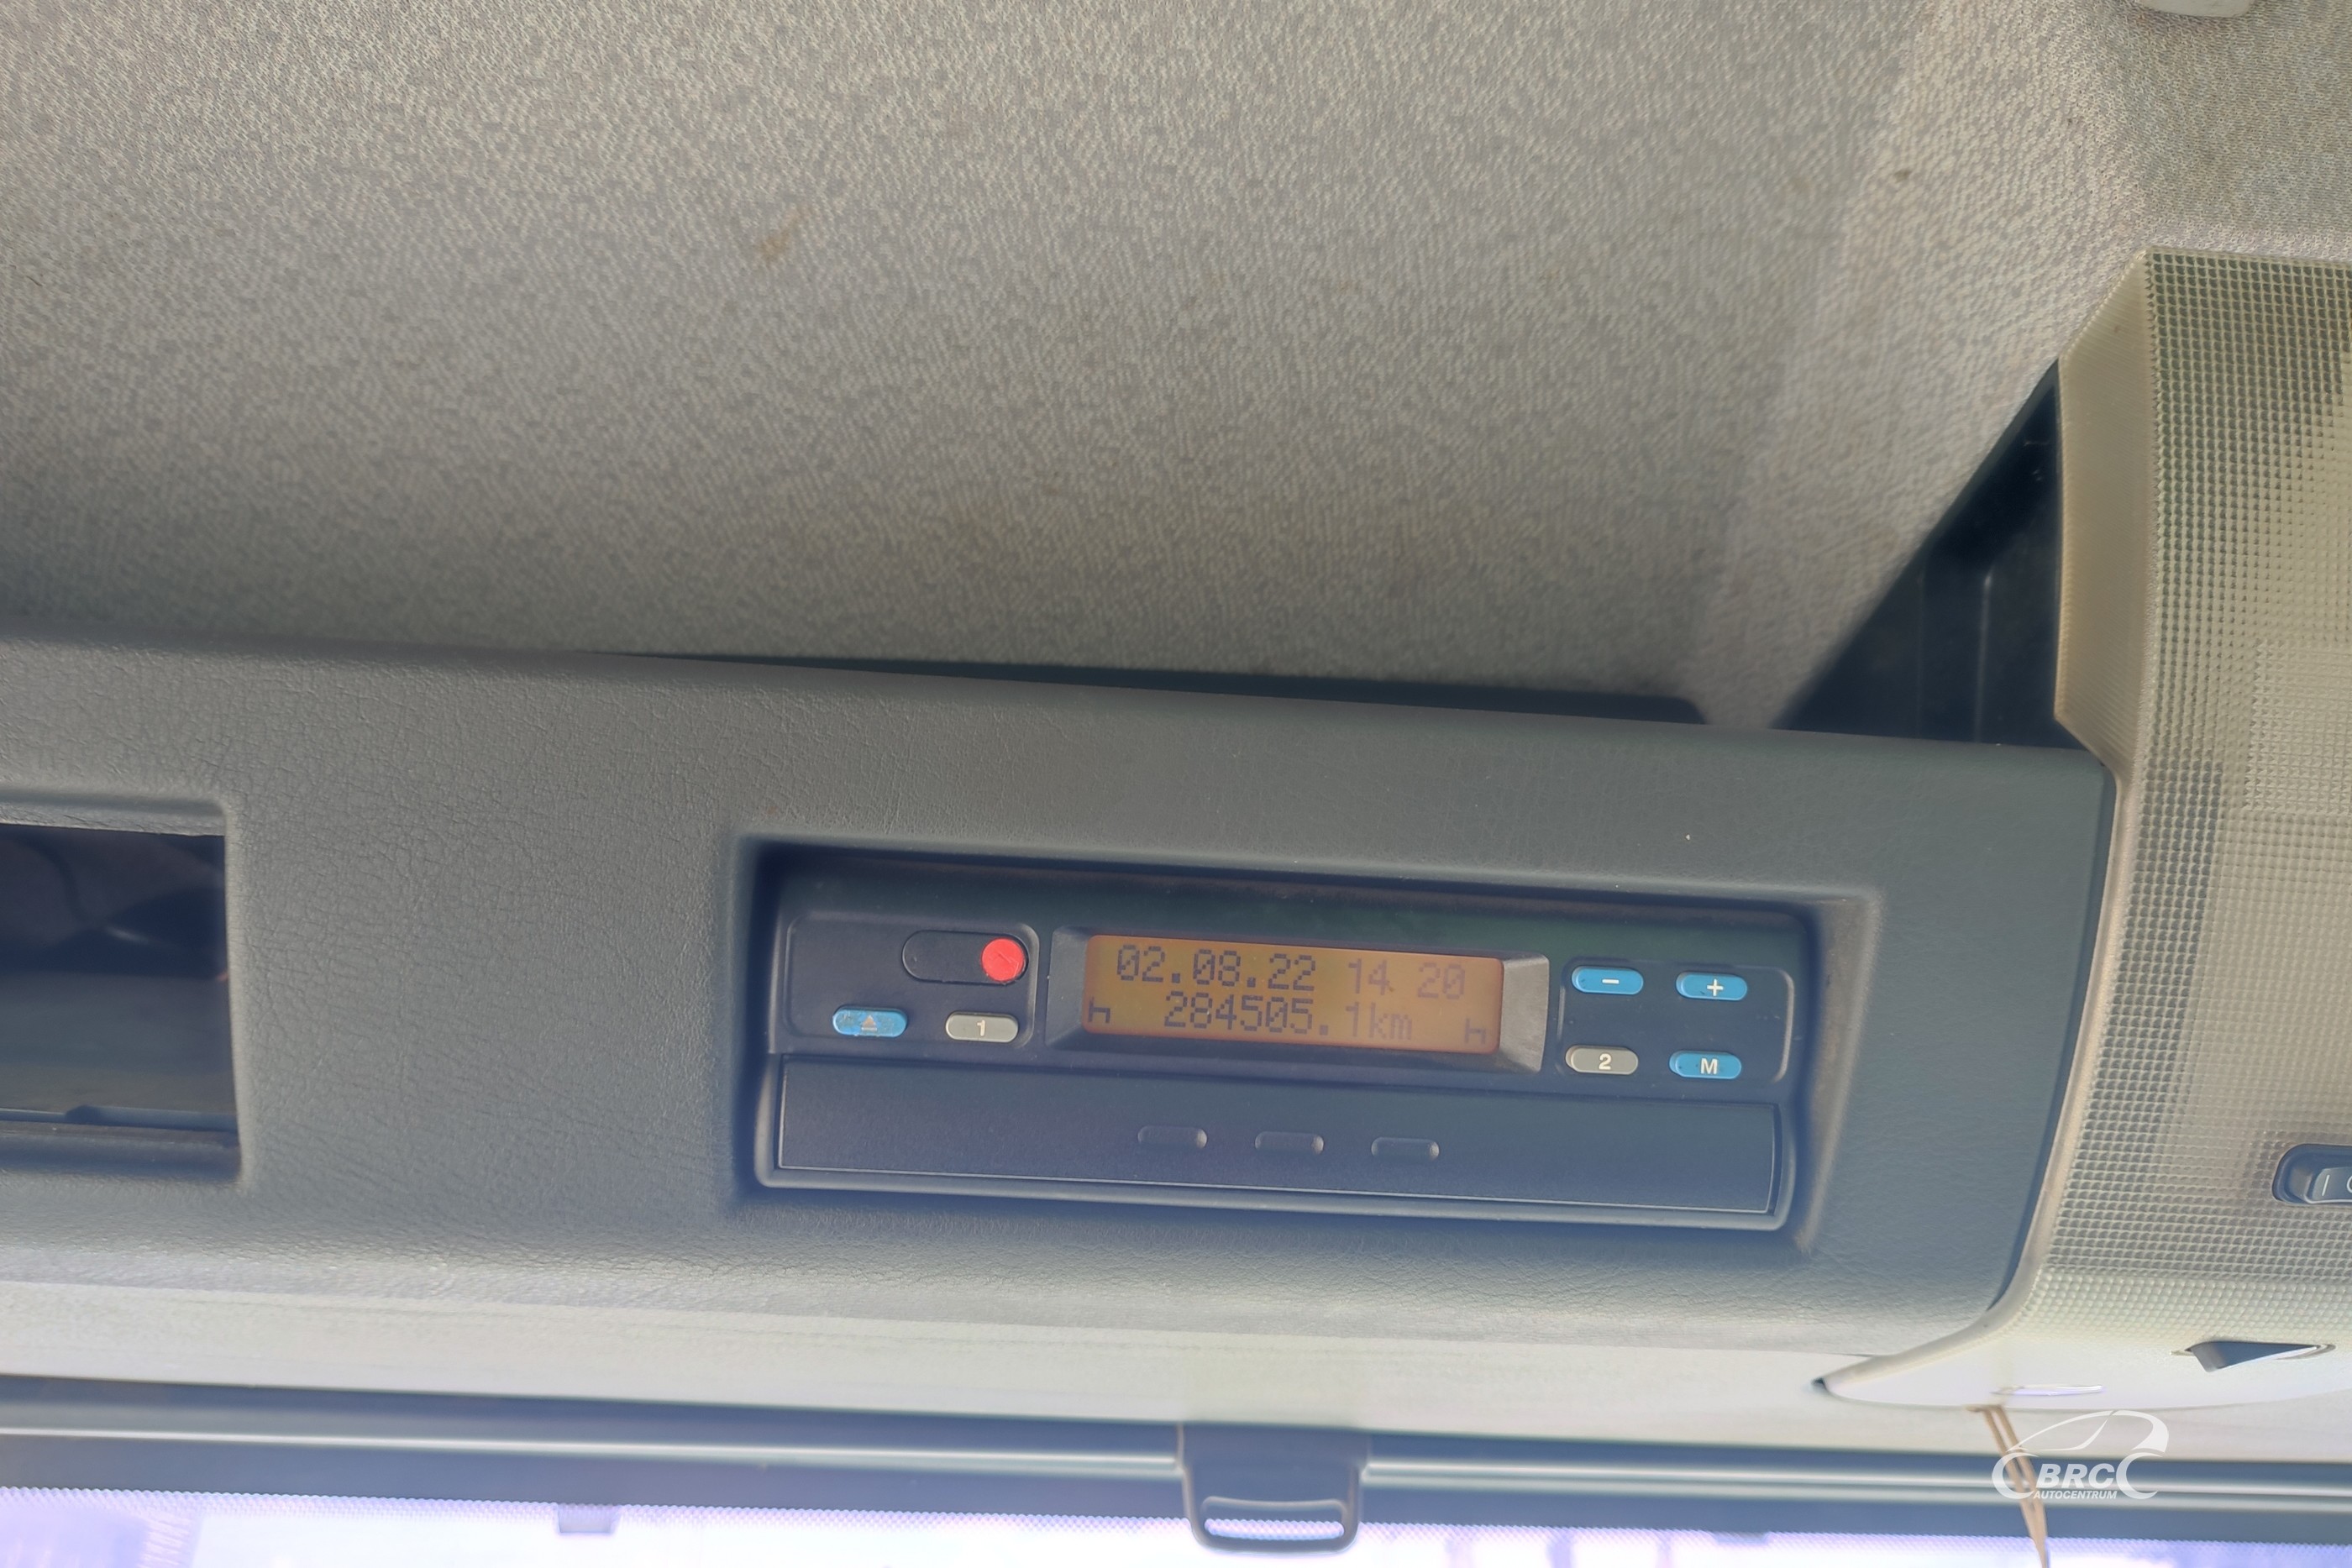 02.08.22 14 20
284505.1km
1
-
+
2
M
I
BRC
AUTOCENTRUM